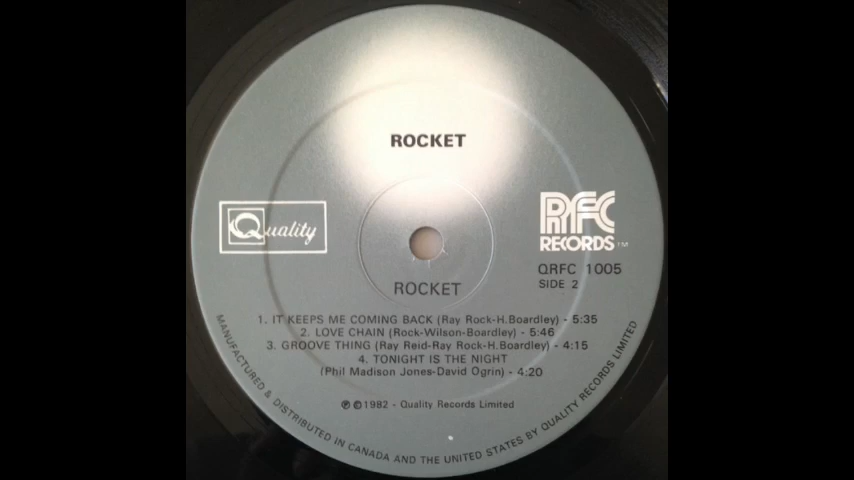 ROCKET
Quality
RFC
RECORDS™
QRFC 1005
SIDE 2
ROCKET
1. IT KEEPS ME COMING BACK (Ray Rock-H.Boardley) - 5:35
2. LOVE CHAIN (Rock-Wilson-Boardley) - 5:46
3. GROOVE THING (Ray Reid-Ray Rock-H.Boardley) - 4:15
4. TONIGHT IS THE NIGHT
(Phil Madison Jones-David Ogrin) - 4:20
℗ ©1982 - Quality Records Limited
MANUFACTURED & DISTRIBUTED IN CANADA AND THE UNITED STATES BY QUALITY RECORDS LIMITED